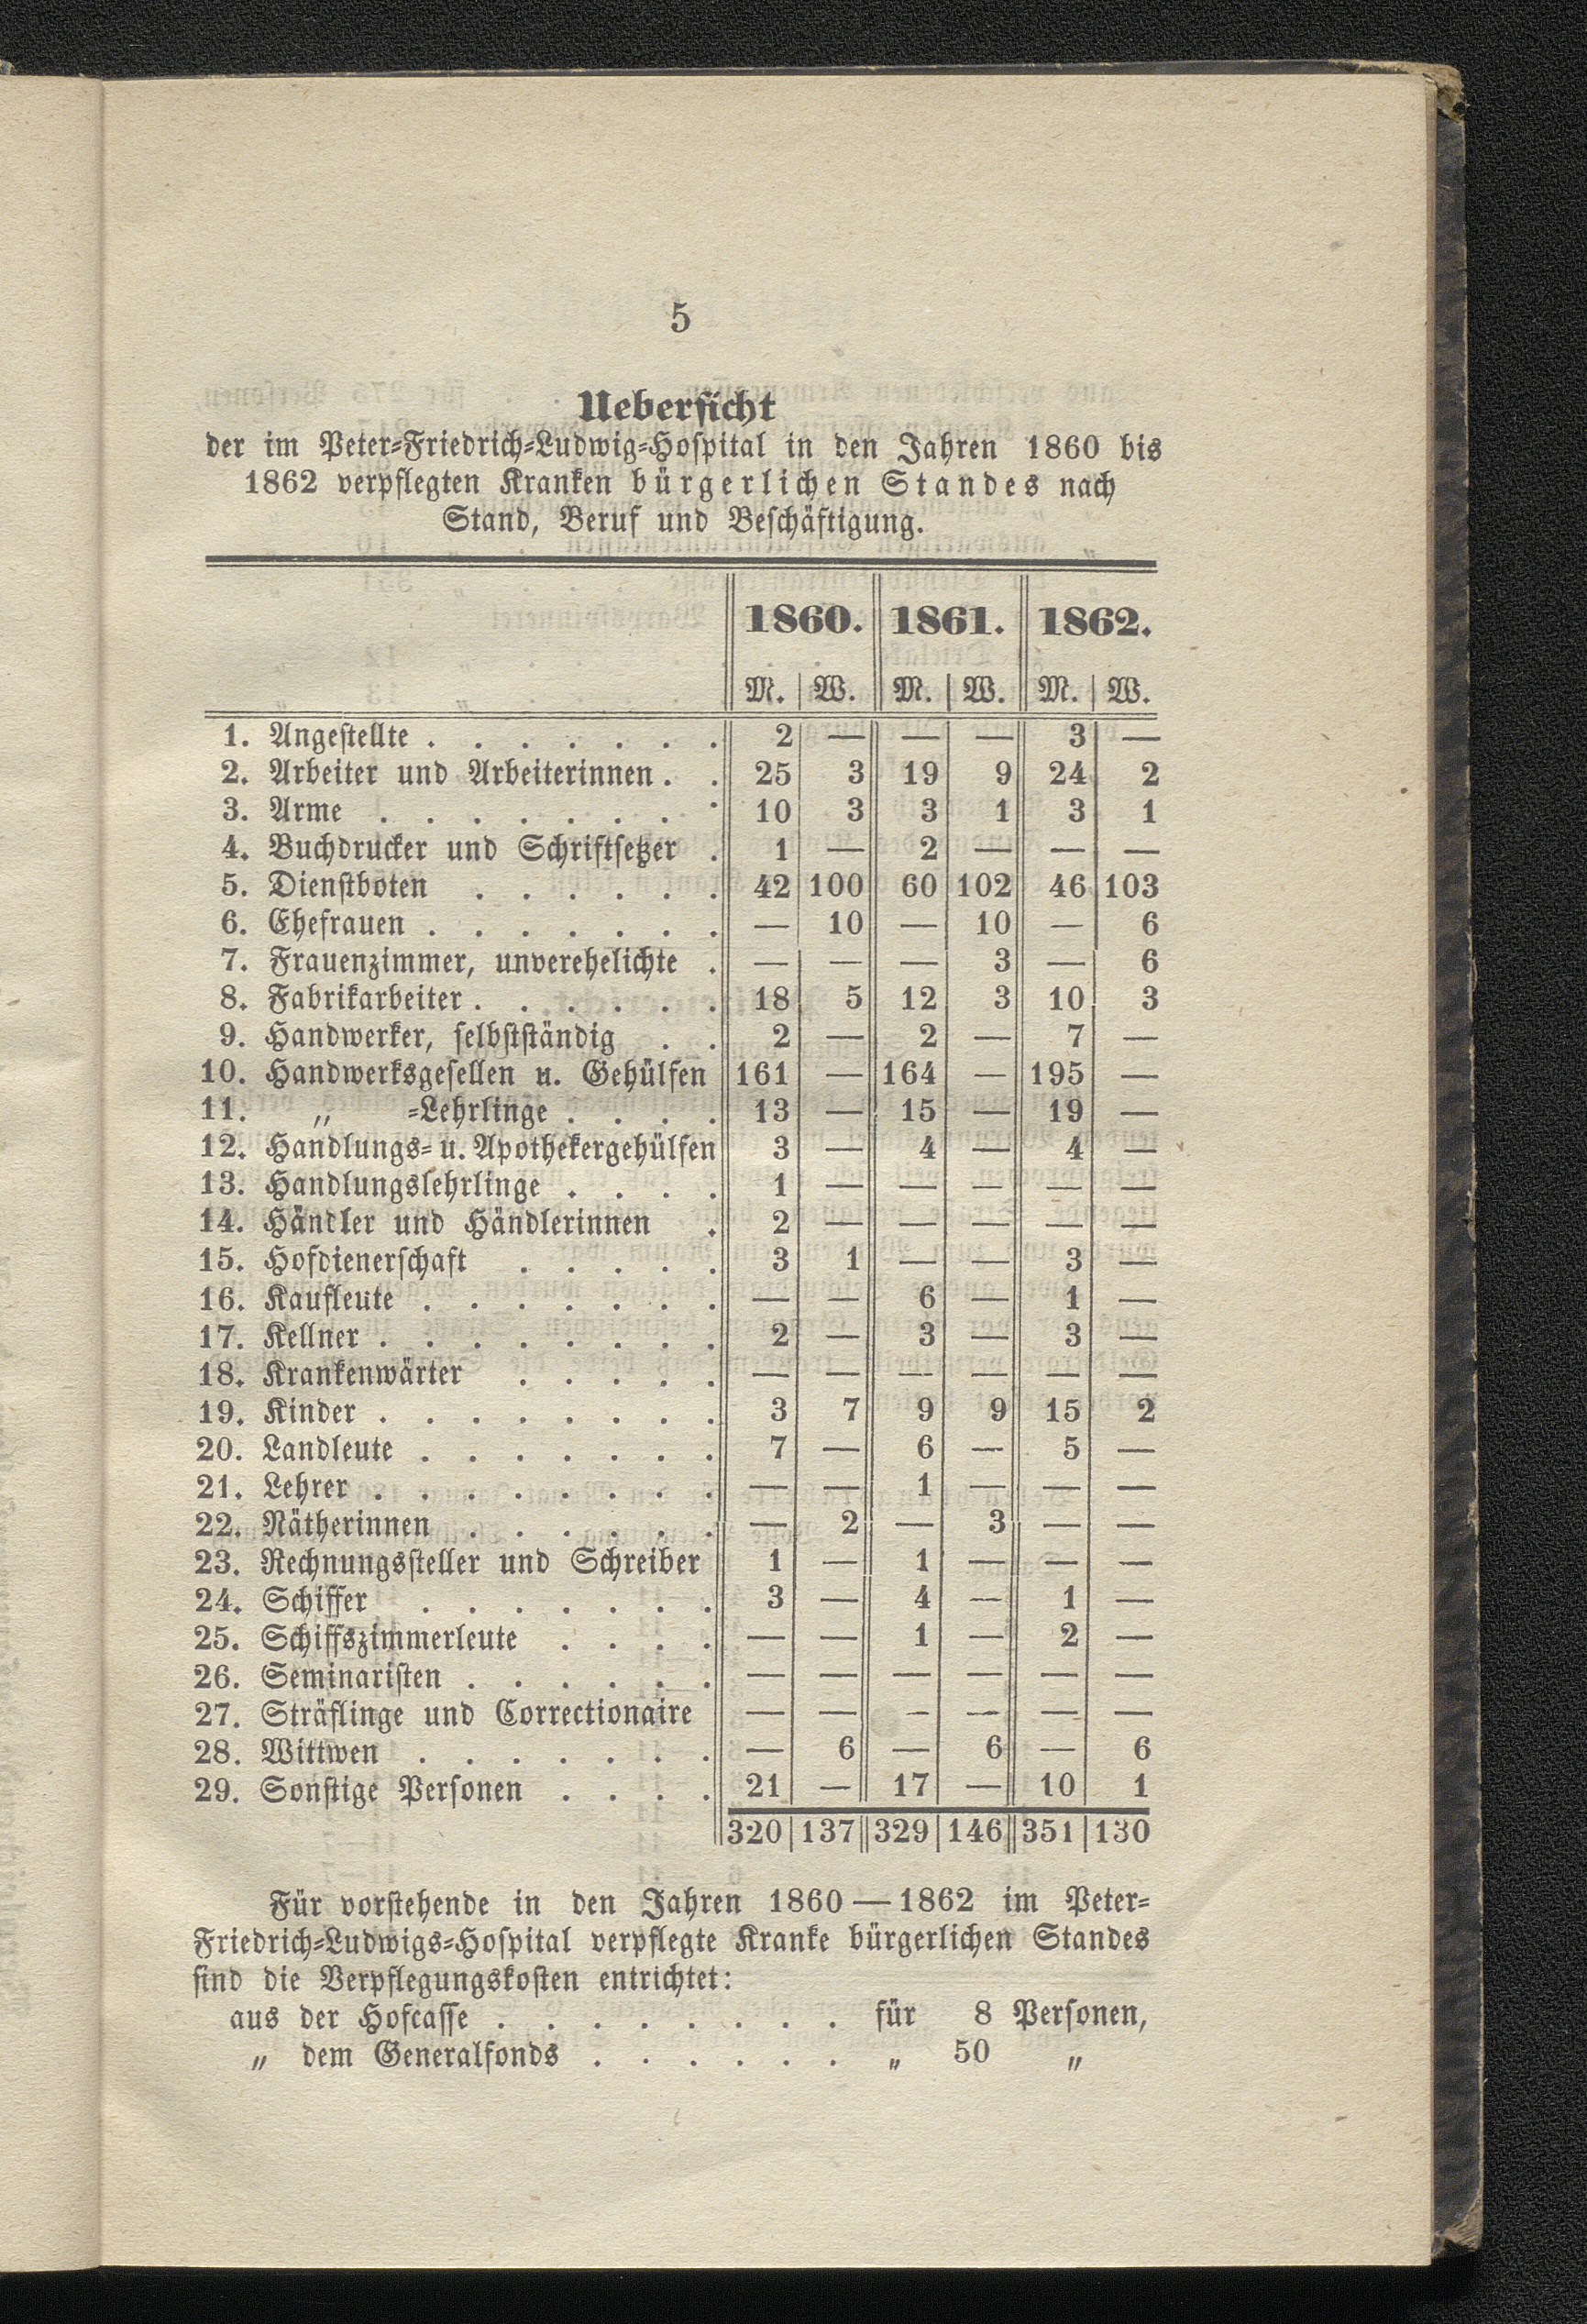 5
Uebersicht
der im Peter-Friedrich-Ludwig-Hospital in den Jahren 1860 bis
1862 verpflegten Kranken bürgerlichen Standes nach
Stand, Beruf und Beschäftigung.
1860. 1861. 1862.
M. W. M. W. M. W.
1. Angestellte . . . . . . . 2 — — — 3 —
2. Arbeiter und Arbeiterinnen . . 25 3 19 9 24 2
3. Arme . . . . . . . . 10 3 3 1 3 1
4. Buchdrucker und Schriftsetzer . 1 — 2 — — —
5. Dienstboten . . . . . . 42 100 60 102 46 103
6. Ehefrauen . . . . . . . — 10 — 10 — 6
7. Frauenzimmer, unverehelichte . — — — 3 — 6
8. Fabrikarbeiter . . . . . . 18 5 12 3 10 3
9. Handwerker, selbstständig . . 2 — 2 — 7 —
10. Handwerksgesellen u. Gehülfen 161 — 164 — 195 —
11. „ -Lehrlinge . . . . 13 — 15 — 19 —
12. Handlungs- u. Apothekergehülfen 3 — 4 — 4 —
13. Handlungslehrlinge . . . . 1 — — — — —
14. Händler und Händlerinnen . 2 — — — — —
15. Hofdienerschaft . . . . . 3 1 — — 3 —
16. Kaufleute . . . . . . . — — 6 — 1 —
17. Kellner . . . . . . . . 2 — 3 — 3 —
18. Krankenwärter . . . . . — — — — — —
19. Kinder . . . . . . . . 3 7 9 9 15 2
20. Landleute . . . . . . . 7 — 6 — 5 —
21. Lehrer . . . . . . . . — — 1 — — —
22. Nätherinnen . . . . . . — 2 — 3 — —
23. Rechnungssteller und Schreiber 1 — 1 — — —
24. Schiffer . . . . . . . 3 — 4 — 1 —
25. Schiffszimmerleute . . . . — — 1 — 2 —
26. Seminaristen . . . . . . — — — — — —
27. Sträflinge und Correctionaire — — — — — —
28. Wittwen . . . . . . . — 6 — 6 — 6
29. Sonstige Personen . . . . 21 — 17 — 10 1
320 137 329 146 351 130
Für vorstehende in den Jahren 1860—1862 im Peter-
Friedrich-Ludwigs-Hospital verpflegte Kranke bürgerlichen Standes
sind die Verpflegungskosten entrichtet:
aus der Hofcasse . . . . . . . . für 8 Personen,
„ dem Generalfonds . . . . . . „ 50 „